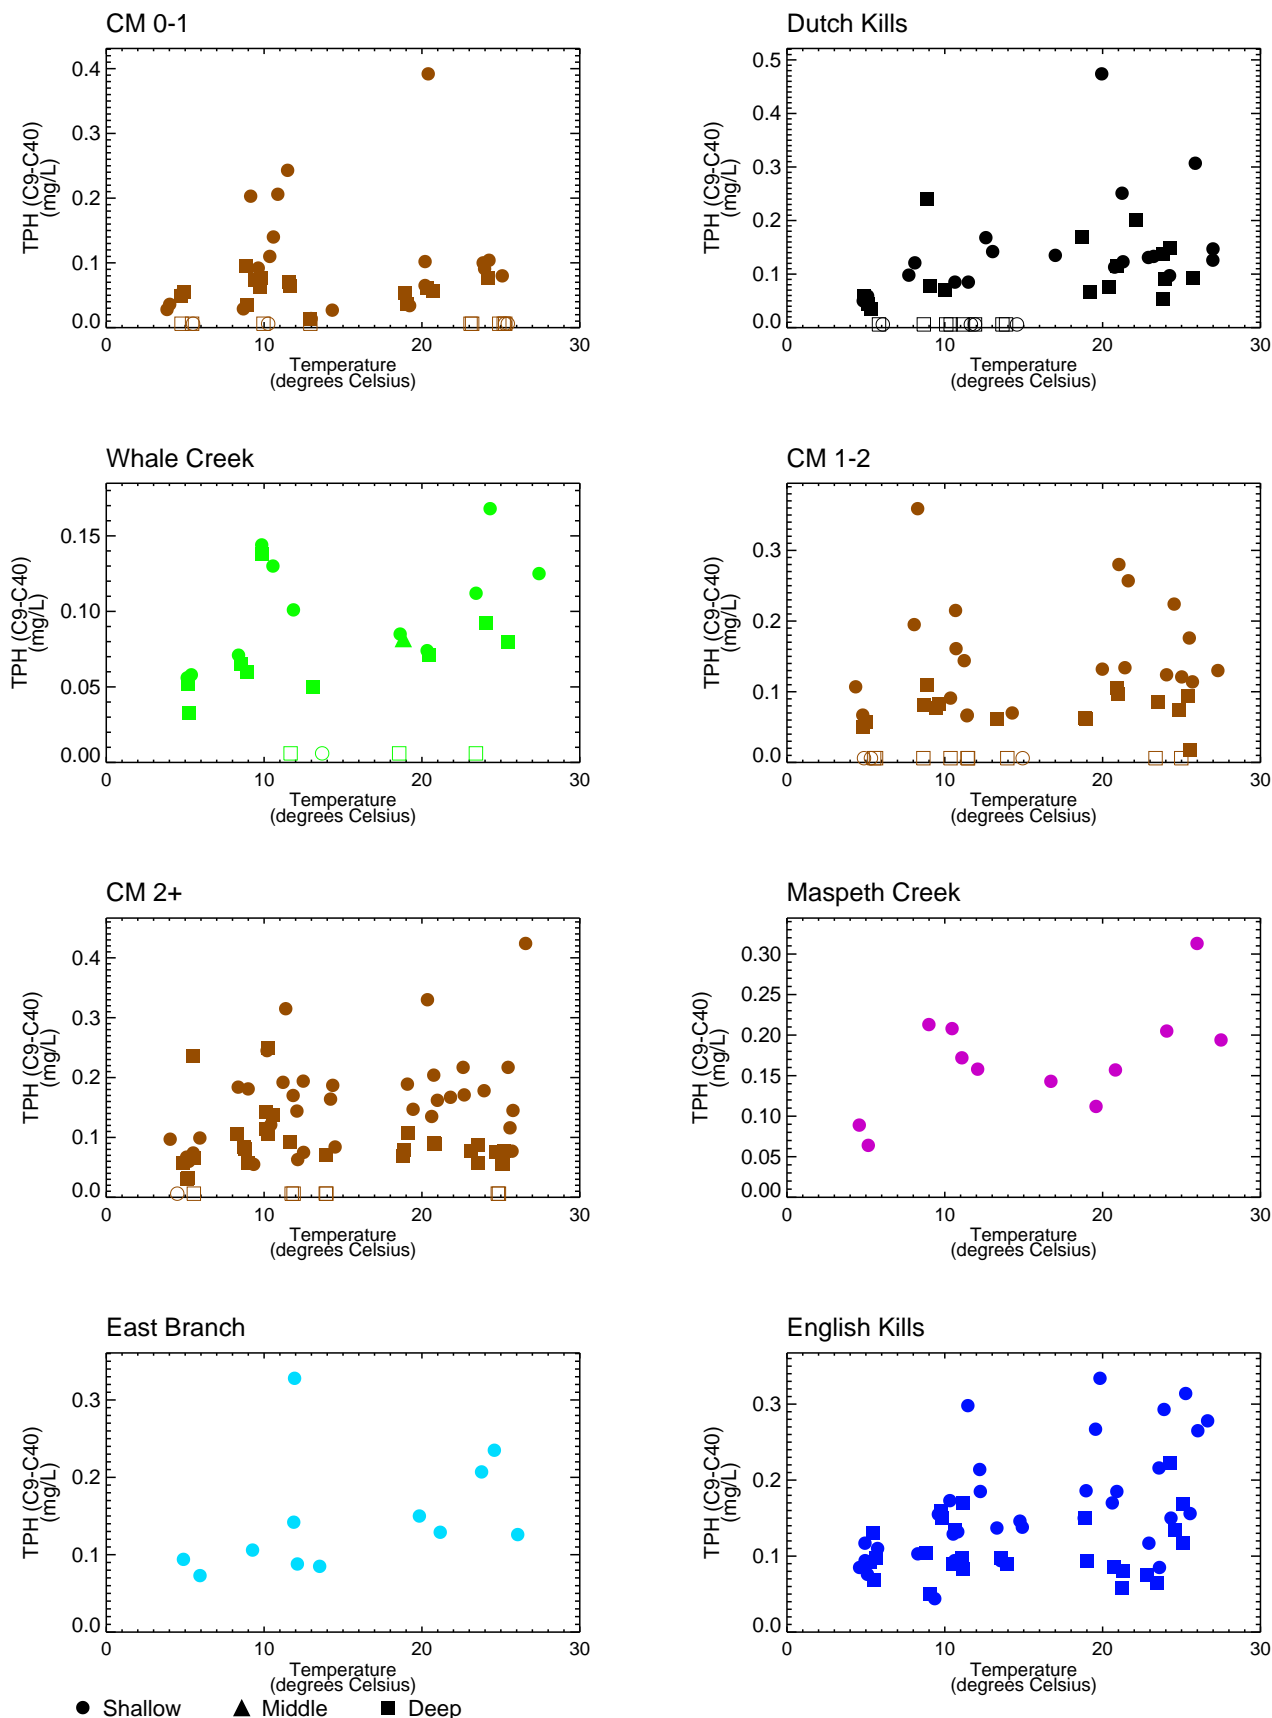 CM 0-1
TPH (C9-C40)
(mg/L)
0.4
0.3
0.2
0.1
0.0
0 10 20 30
Temperature
(degrees Celsius)
Dutch Kills
TPH (C9-C40)
(mg/L)
0.5
0.4
0.3
0.2
0.1
0.0
0 10 20 30
Temperature
(degrees Celsius)
Whale Creek
TPH (C9-C40)
(mg/L)
0.15
0.10
0.05
0.00
0 10 20 30
Temperature
(degrees Celsius)
CM 1-2
TPH (C9-C40)
(mg/L)
0.3
0.2
0.1
0.0
0 10 20 30
Temperature
(degrees Celsius)
CM 2+
TPH (C9-C40)
(mg/L)
0.4
0.3
0.2
0.1
0.0
0 10 20 30
Temperature
(degrees Celsius)
Maspeth Creek
TPH (C9-C40)
(mg/L)
0.30
0.25
0.20
0.15
0.10
0.05
0.00
0 10 20 30
Temperature
(degrees Celsius)
East Branch
TPH (C9-C40)
(mg/L)
0.3
0.2
0.1
0.0
0 10 20 30
Temperature
(degrees Celsius)
English Kills
TPH (C9-C40)
(mg/L)
0.3
0.2
0.1
0.0
0 10 20 30
Temperature
(degrees Celsius)
Shallow Middle Deep